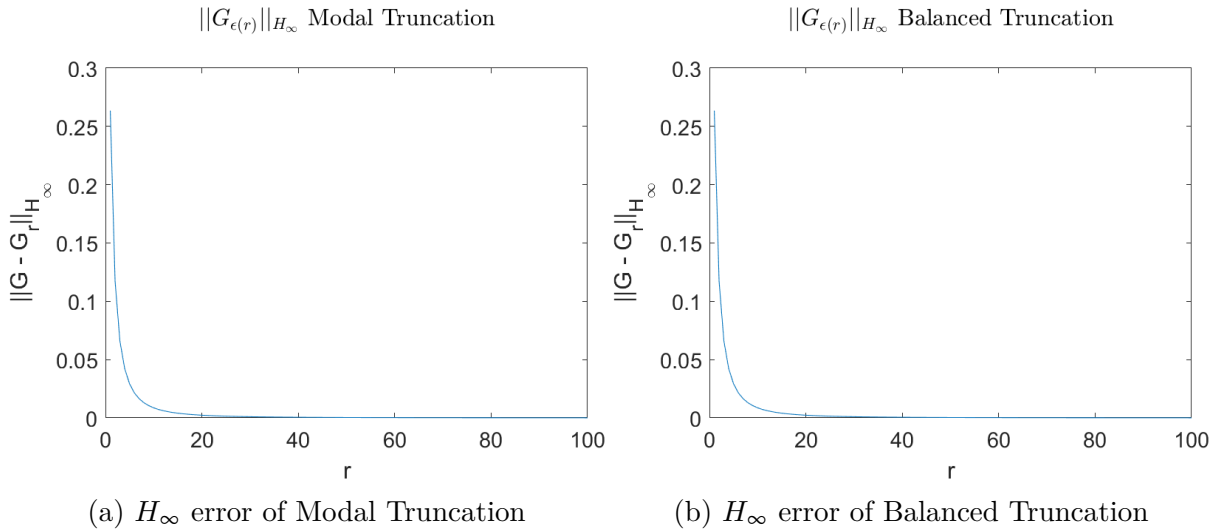 ||G_{ϵ(r)}||_{H_∞} Modal Truncation
0.3
0.25
0.2
0.15
0.1
0.05
0
||G - G_r||_{H_∞}
0 20 40 60 80 100
r
(a) H_∞ error of Modal Truncation
||G_{ϵ(r)}||_{H_∞} Balanced Truncation
0.3
0.25
0.2
0.15
0.1
0.05
0
||G - G_r||_{H_∞}
0 20 40 60 80 100
r
(b) H_∞ error of Balanced Truncation